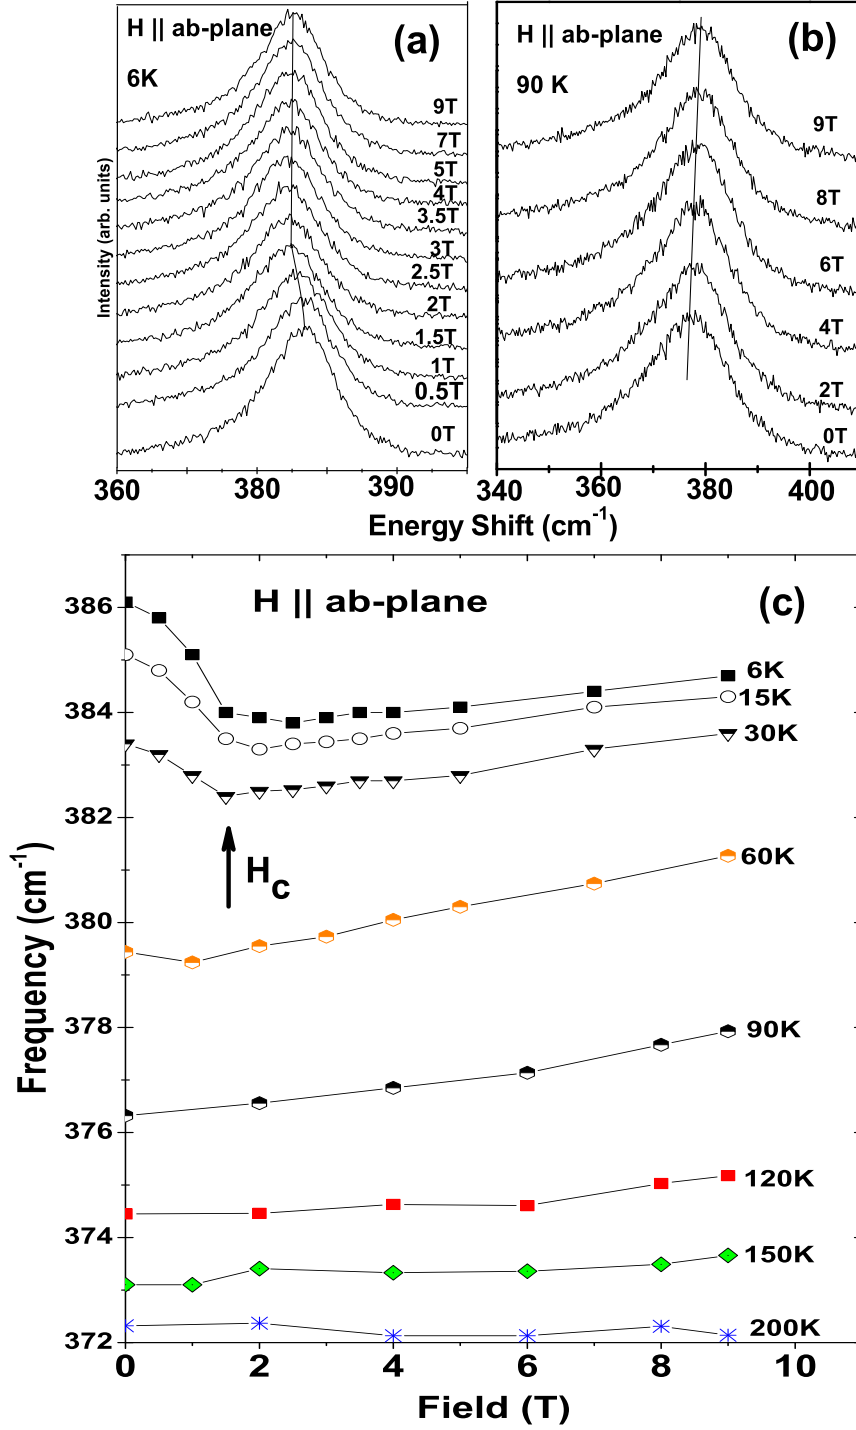 H || ab-plane
(a)
6K
9T
7T
5T
4T
3.5T
3T
2.5T
2T
1.5T
1T
0.5T
0T
Intensity (arb. units)
360
380
390
H || ab-plane
(b)
90 K
9T
8T
6T
4T
2T
0T
340
360
380
400
Energy Shift (cm-1)
H || ab-plane
(c)
386
384
382
380
378
376
374
372
Frequency (cm-1)
6K
15K
30K
Hc
60K
90K
120K
150K
200K
0
2
4
6
8
10
Field (T)